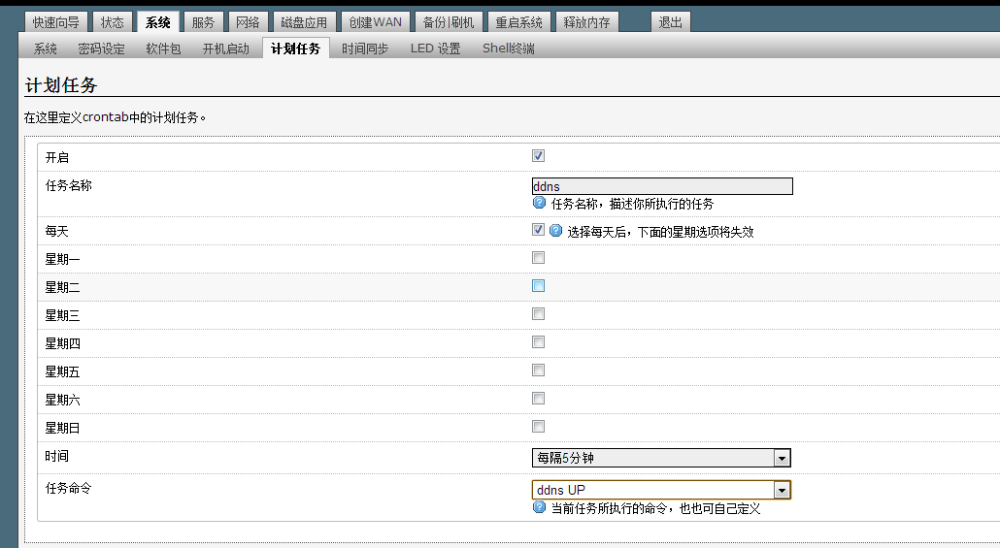 快速向导 状态 系统 服务 网络 磁盘应用 创建WAN 备份|刷机 重启系统 释放内存 退出
系统 密码设定 软件包 开机启动 计划任务 时间同步 LED 设置 Shell终端
计划任务
在这里定义crontab中的计划任务。
开启
任务名称 ddns
任务名称，描述你所执行的任务
每天 选择每天后，下面的星期选项将失效
星期一
星期二
星期三
星期四
星期五
星期六
星期日
时间 每隔5分钟
任务命令 ddns UP
当前任务所执行的命令，也也可自己定义